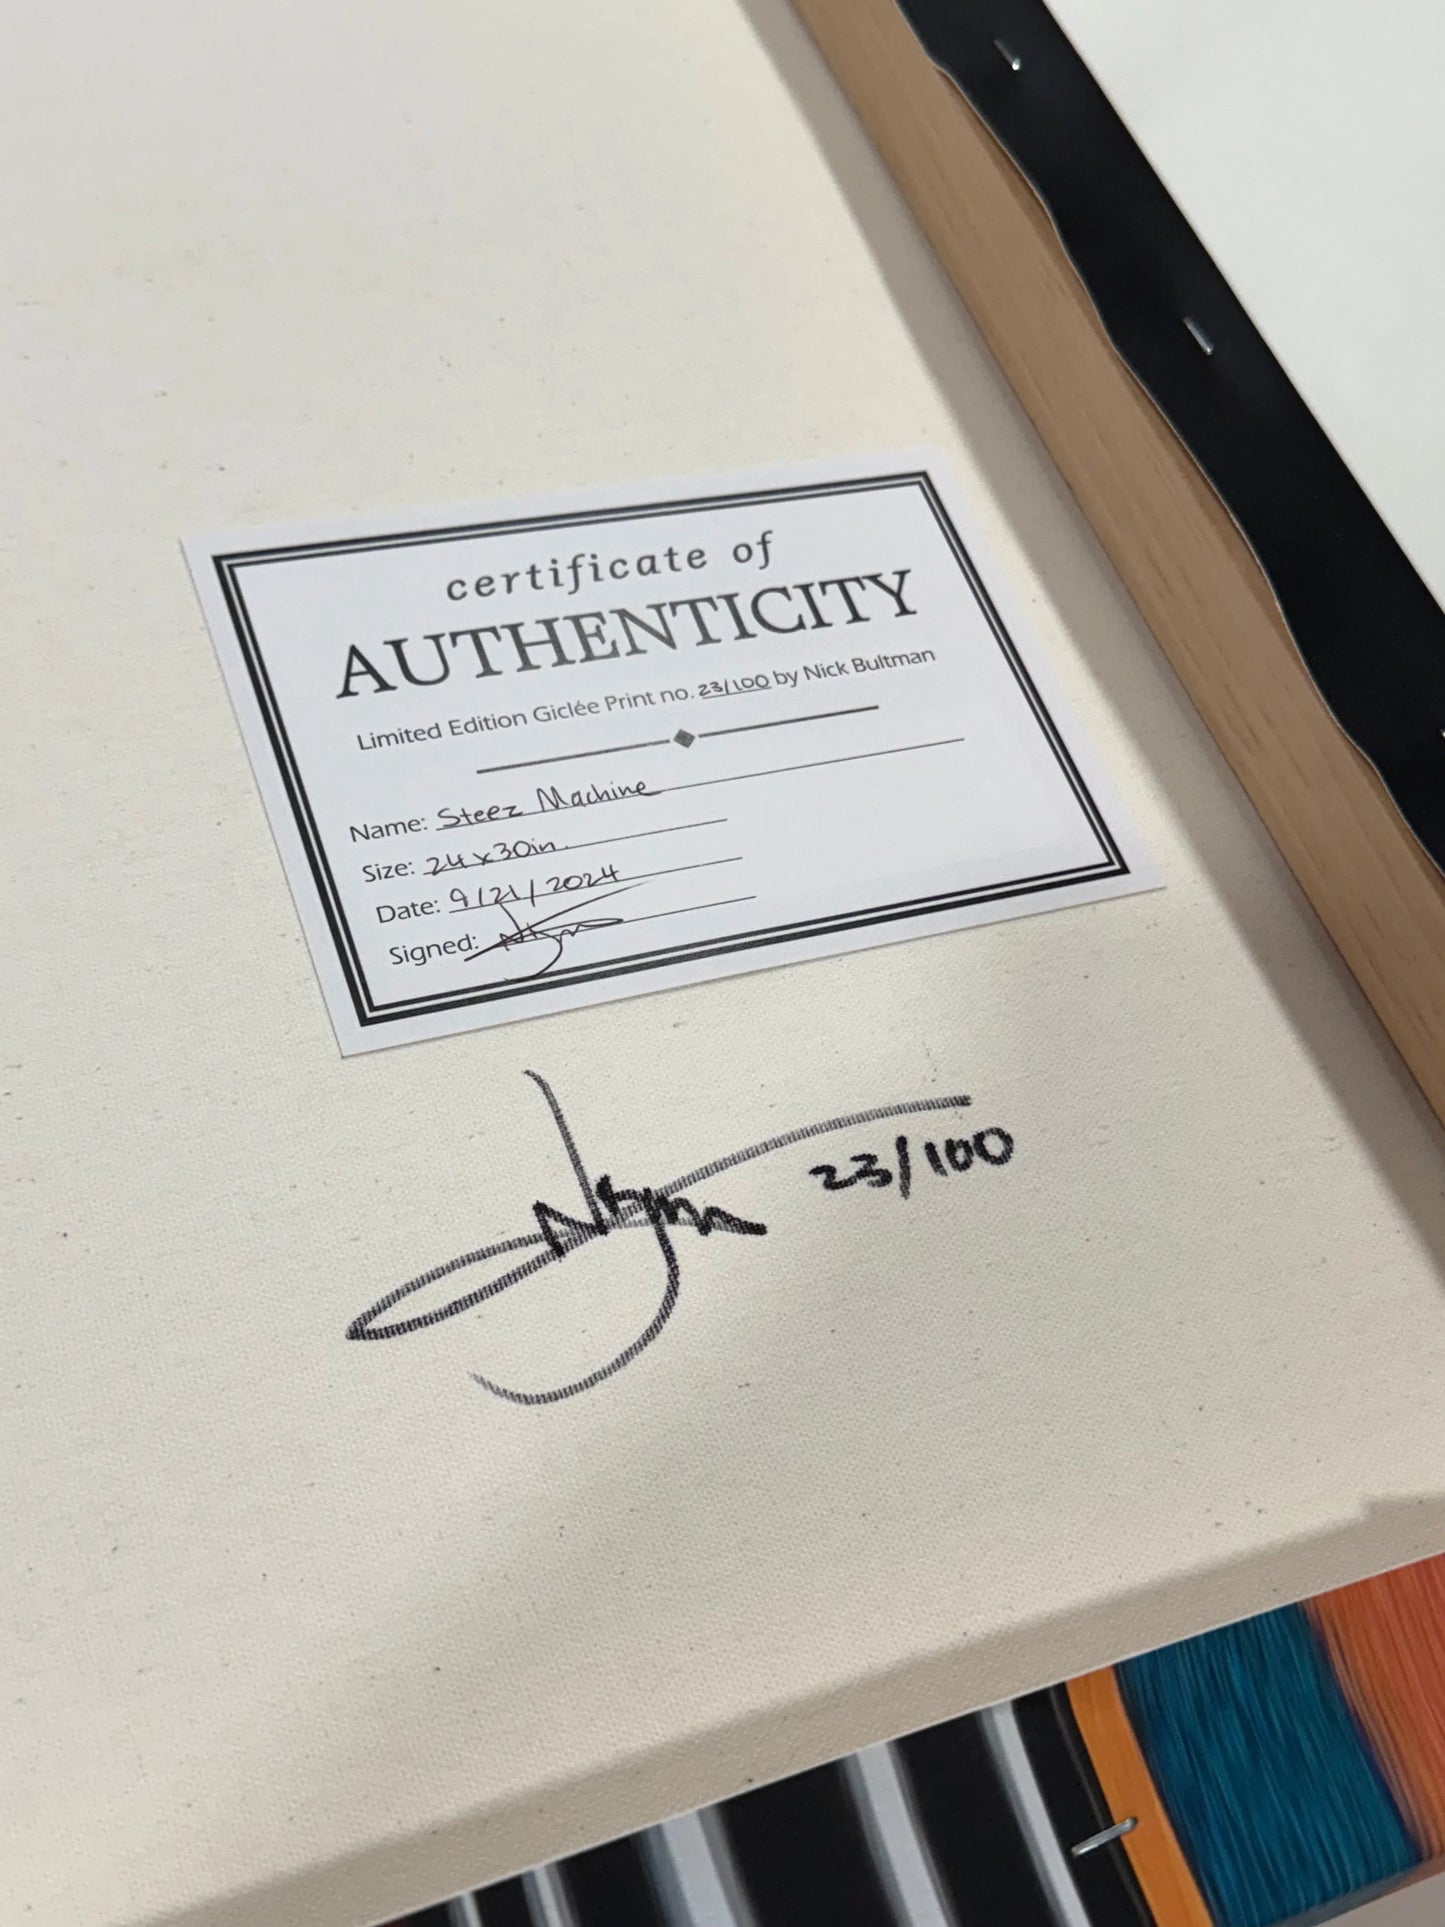 certificate of
AUTHENTICITY
Limited Edition Giclée Print no. 23/100 by Nick Bultman
Name: Steez Machine
Size: 24x30in.
Date: 9/21/2024
Signed:
23/100